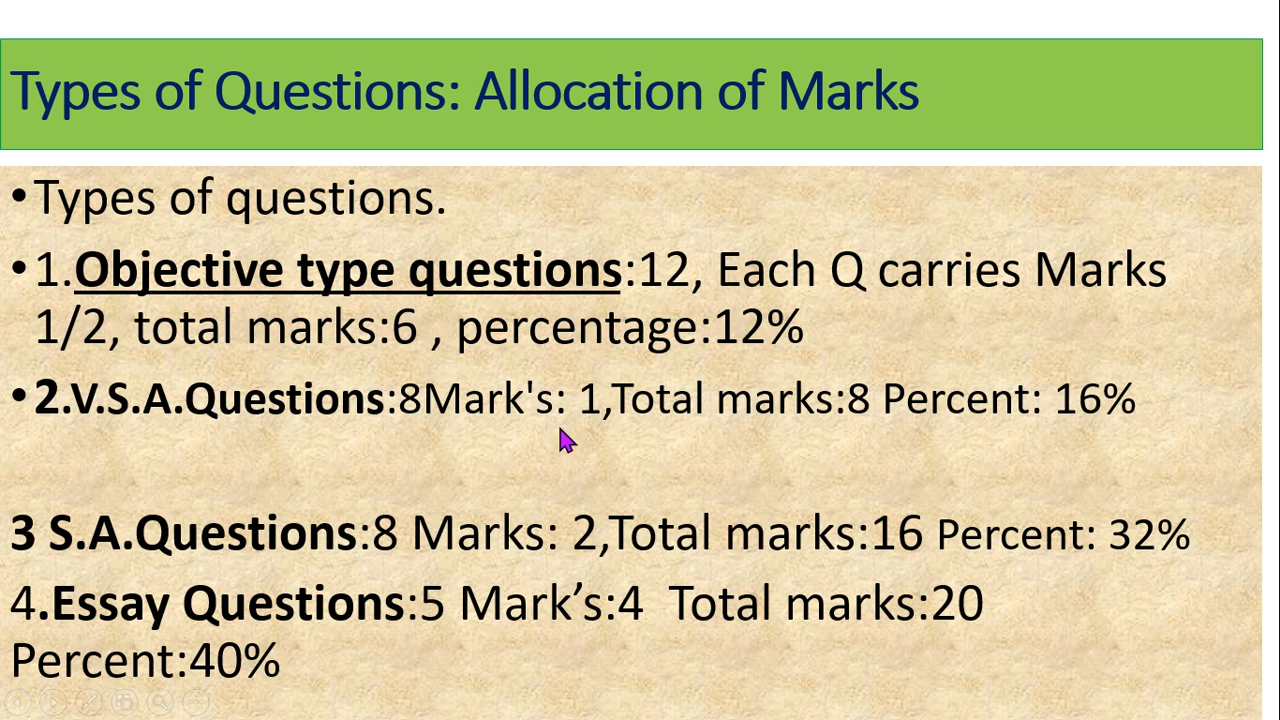 Types of Questions: Allocation of Marks
•Types of questions.
•1.Objective type questions:12, Each Q carries Marks
1/2, total marks:6 , percentage:12%
•2.V.S.A.Questions:8Mark's: 1,Total marks:8 Percent: 16%
3 S.A.Questions:8 Marks: 2,Total marks:16 Percent: 32%
4.Essay Questions:5 Mark’s:4  Total marks:20
Percent:40%